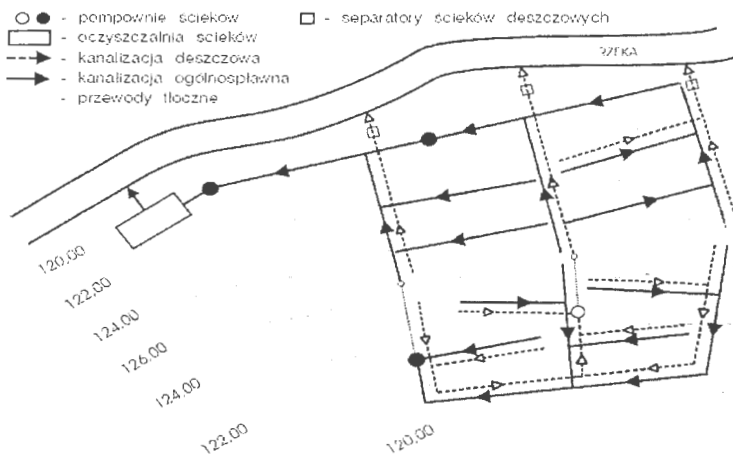 - pompownie ściekow
- separatory ścieków deszczowych
- oczyszczalnia ścieków
- kanalizacja deszczowa
- kanalizacja ogólnospławna
- przewody tłoczne
RZEKA
120,00
122,00
124,00
126,00
124,00
122,00
120,00